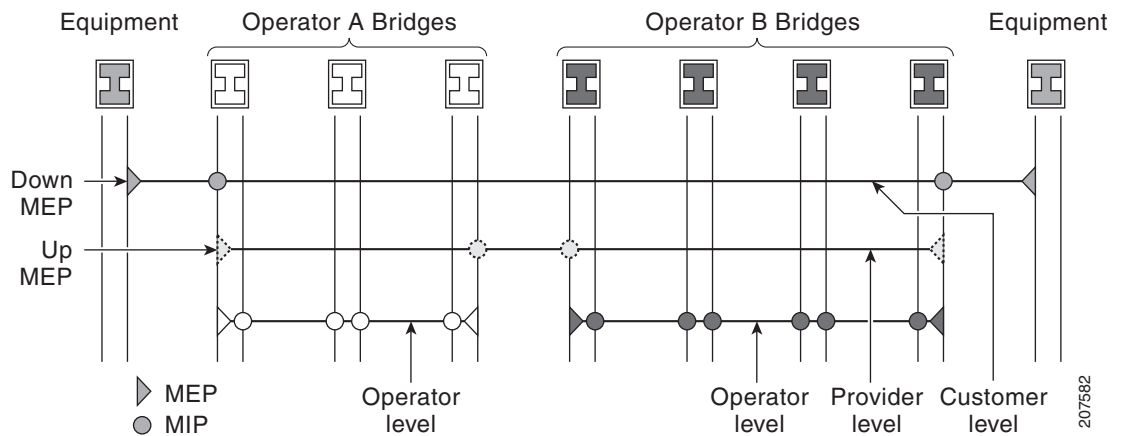 Equipment
Operator A Bridges
Operator B Bridges
Equipment
Down
MEP
Up
MEP
MEP
MIP
Operator
level
Operator
level
Provider
level
Customer
level
207582